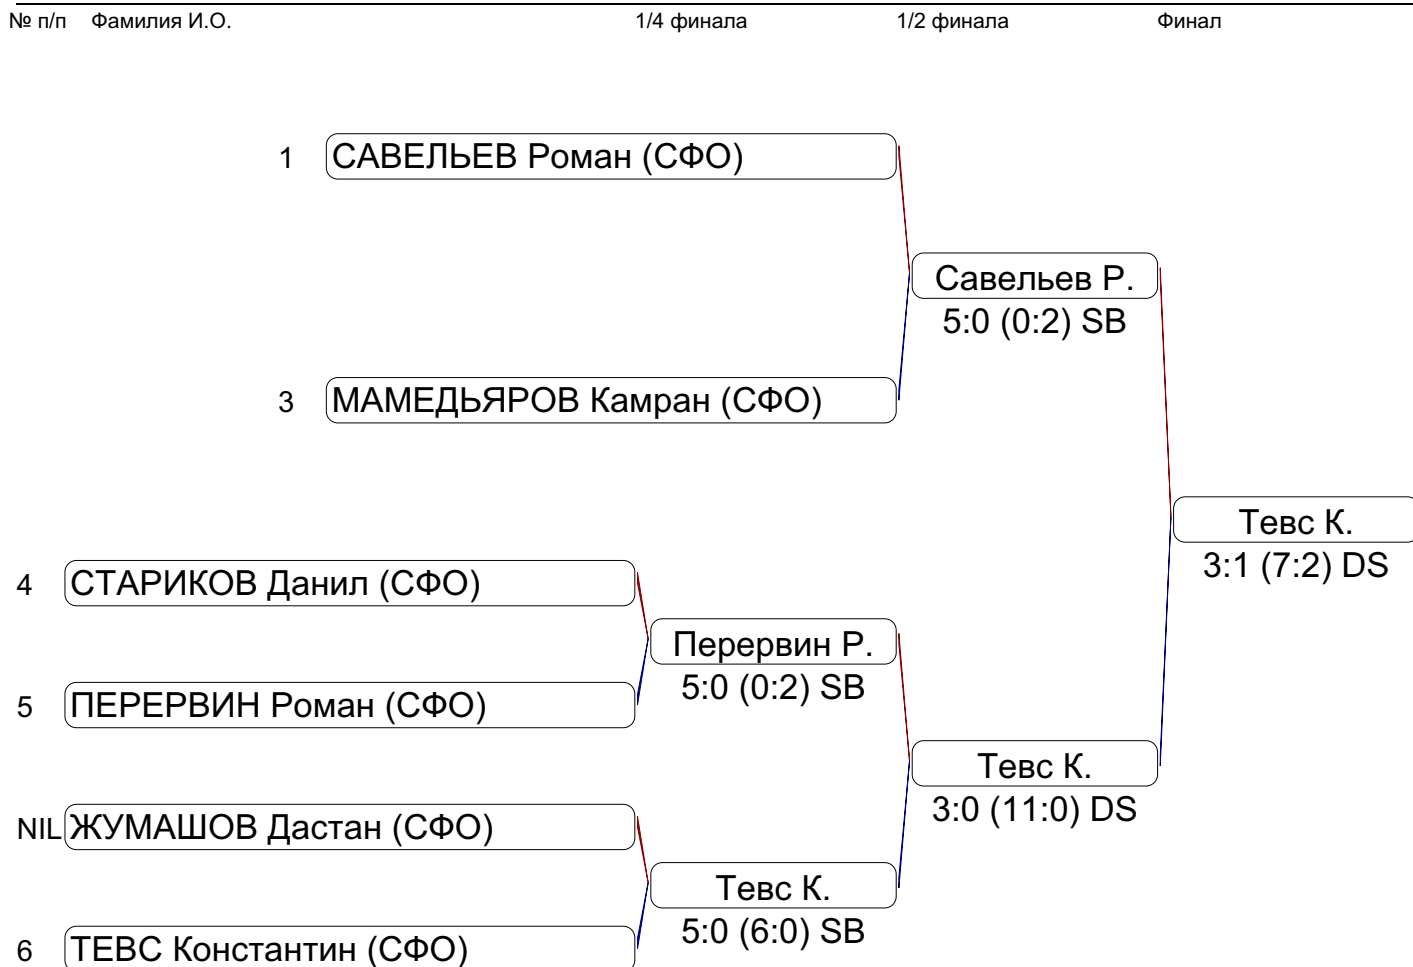 № п/п Фамилия И.О. 1/4 финала 1/2 финала Финал
1 САВЕЛЬЕВ Роман (СФО)
Савельев Р.
5:0 (0:2) SB
3 МАМЕДЬЯРОВ Камран (СФО)
Тевс К.
3:1 (7:2) DS
4 СТАРИКОВ Данил (СФО)
Перервин Р.
5:0 (0:2) SB
5 ПЕРЕРВИН Роман (СФО)
Тевс К.
3:0 (11:0) DS
NIL ЖУМАШОВ Дастан (СФО)
Тевс К.
5:0 (6:0) SB
6 ТЕВС Константин (СФО)